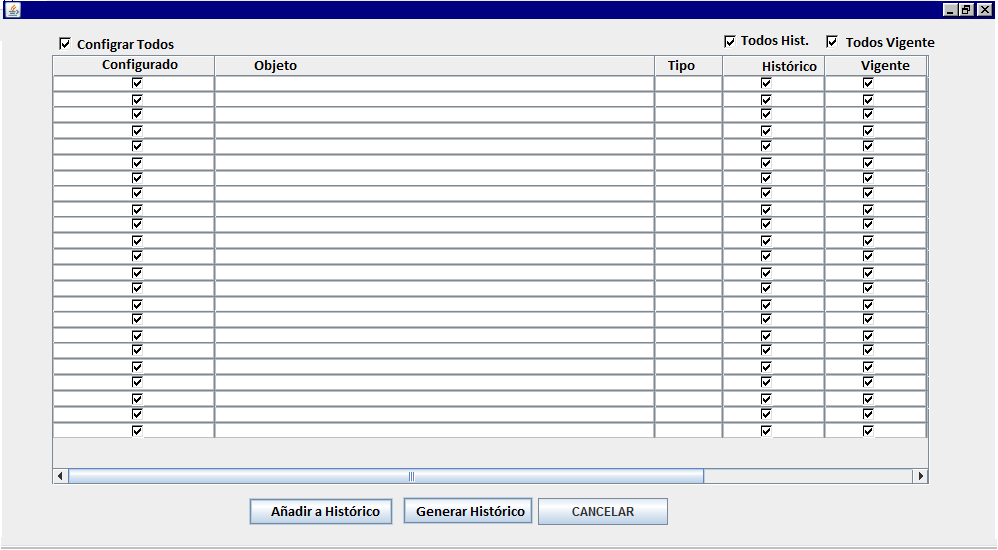 Configrar Todos Todos Hist. Todos Vigente
Configurado Objeto Tipo Histórico Vigente
Añadir a Histórico Generar Histórico CANCELAR